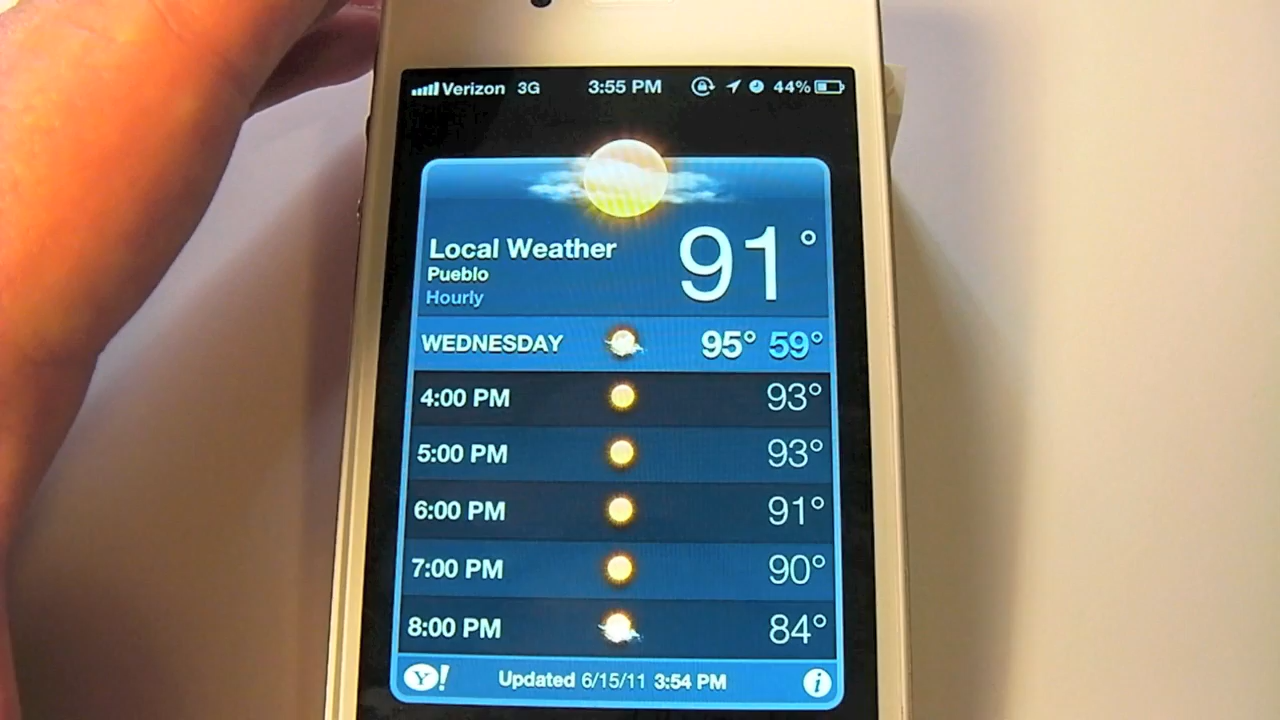 Verizon 3G 3:55 PM 44%
Local Weather
Pueblo
Hourly
91°
WEDNESDAY 95° 59°
4:00 PM 93°
5:00 PM 93°
6:00 PM 91°
7:00 PM 90°
8:00 PM 84°
Y! Updated 6/15/11 3:54 PM i